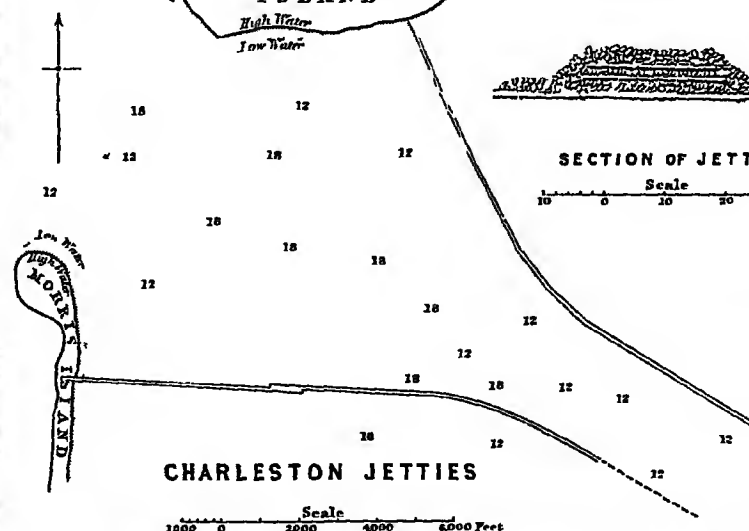 High Water
Low Water
18
12
12
18
12
SECTION OF JETT
Scale
10 0 10 20
12
18
18
18
Low Water
High Water
MORRIS ISLAND
12
18
12
12
18
18
12
12
12
18
12
12
CHARLESTON JETTIES
Scale
1000 0 2000 4000 6000 Feet